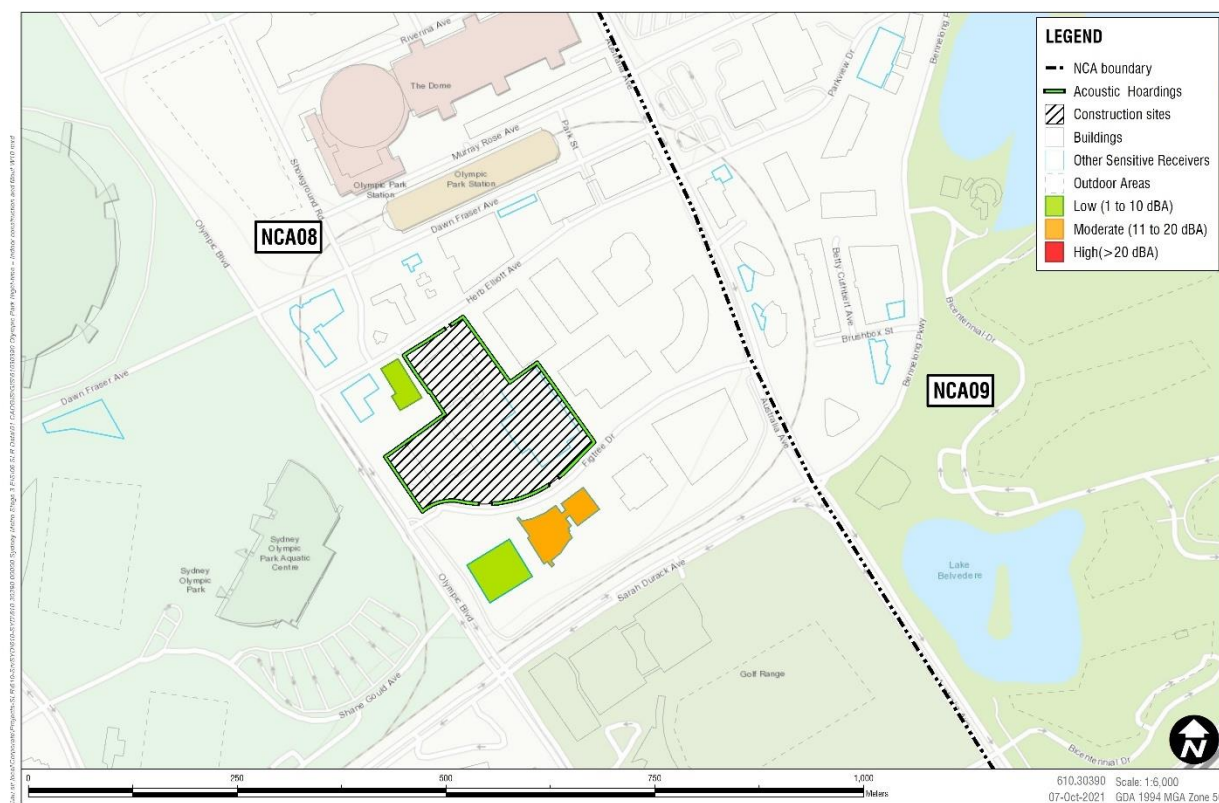 Riverina Ave
Australia Ave
Bennelong P
The Dome
Parkview Dr
Murray Rose Ave
Park St
Showground Rd
Olympic Park
Station
Olympic
Park Station
Dawn Fraser Ave
Olympic Blvd
NCA08
Herb Elliott Ave
Betty Cuthbert Ave
Brushbox St
Bennelong Pkwy
Bicentennial Dr
Dawn Fraser Ave
NCA09
Australia Ave
Figtree Dr
Sydney
Olympic
Park
Sydney
Olympic
Park Aquatic
Centre
Olympic Blvd
Sarah Durack Ave
Lake
Belvedere
Shane Gould Ave
Golf Range
Bicentennial Dr
LEGEND
NCA boundary
Acoustic Hoardings
Construction sites
Buildings
Other Sensitive Receivers
Outdoor Areas
Low (1 to 10 dBA)
Moderate (11 to 20 dBA)
High(>20 dBA)
N
0 250 500 750 1,000
Meters
610.30390 Scale: 1:6,000
07-Oct-2021 GDA 1994 MGA Zone 56